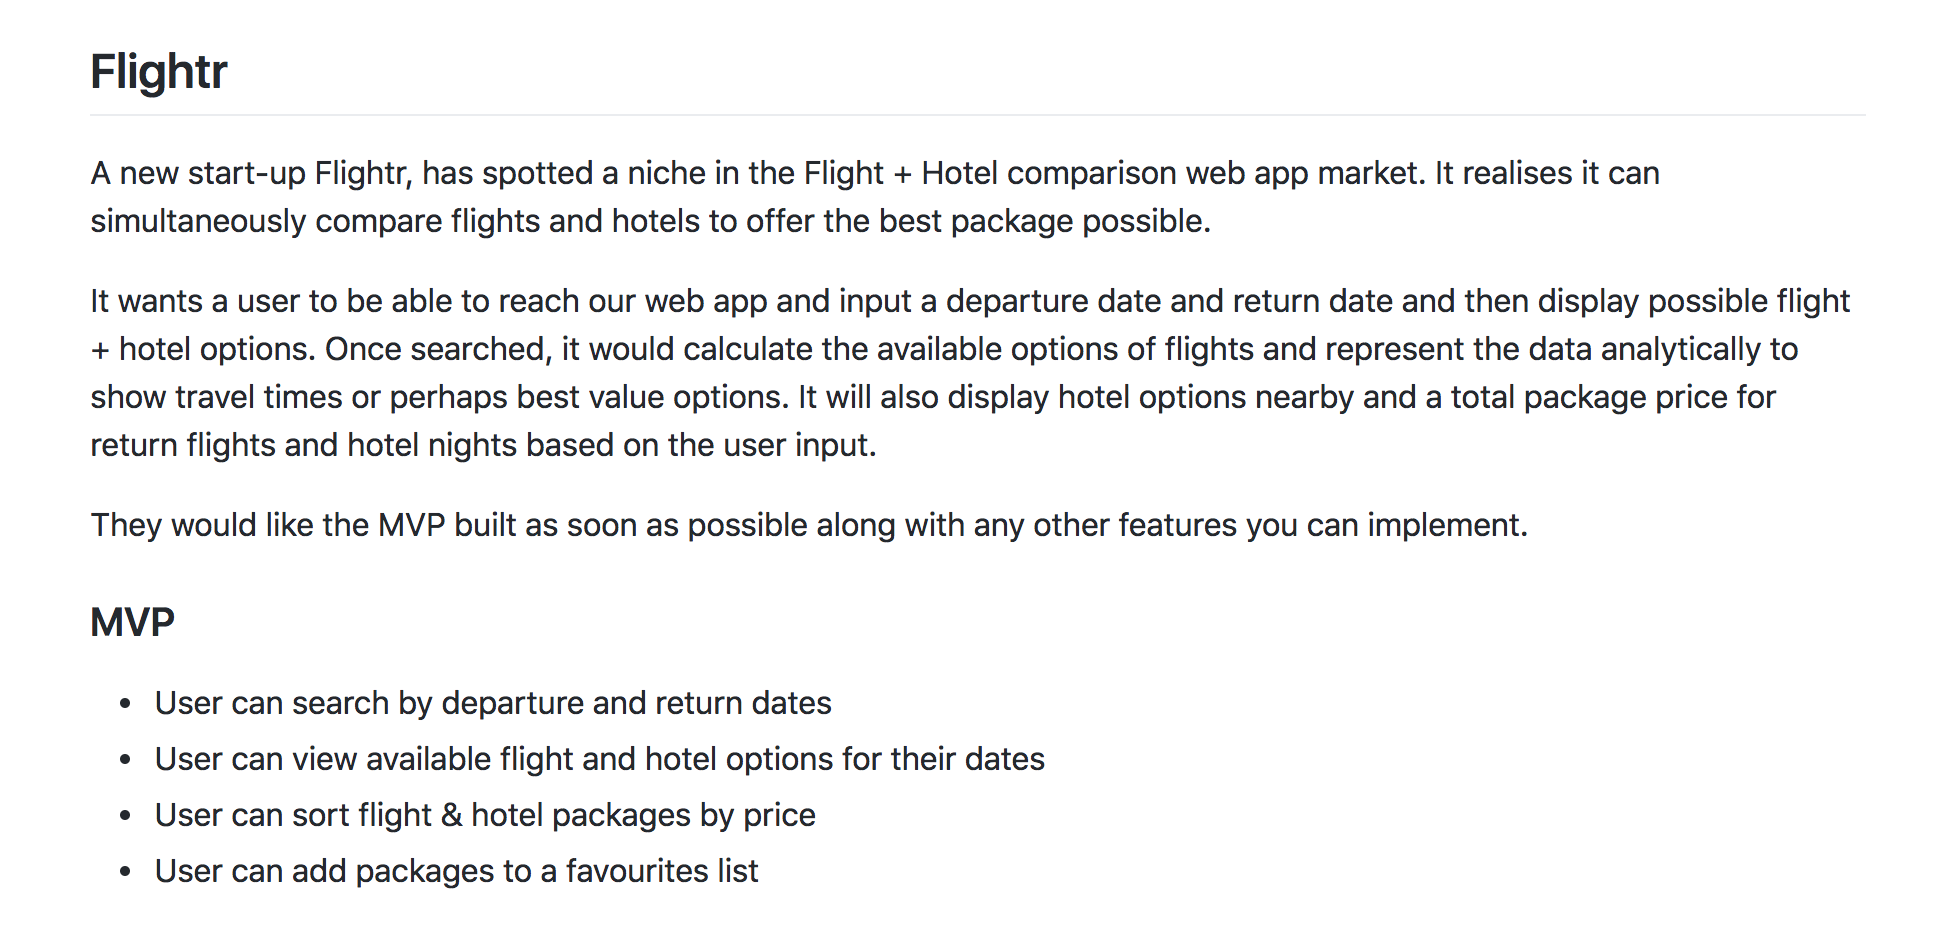 Flightr
A new start-up Flightr, has spotted a niche in the Flight + Hotel comparison web app market. It realises it can
simultaneously compare flights and hotels to offer the best package possible.
It wants a user to be able to reach our web app and input a departure date and return date and then display possible flight
+ hotel options. Once searched, it would calculate the available options of flights and represent the data analytically to
show travel times or perhaps best value options. It will also display hotel options nearby and a total package price for
return flights and hotel nights based on the user input.
They would like the MVP built as soon as possible along with any other features you can implement.
MVP
• User can search by departure and return dates
• User can view available flight and hotel options for their dates
• User can sort flight & hotel packages by price
• User can add packages to a favourites list